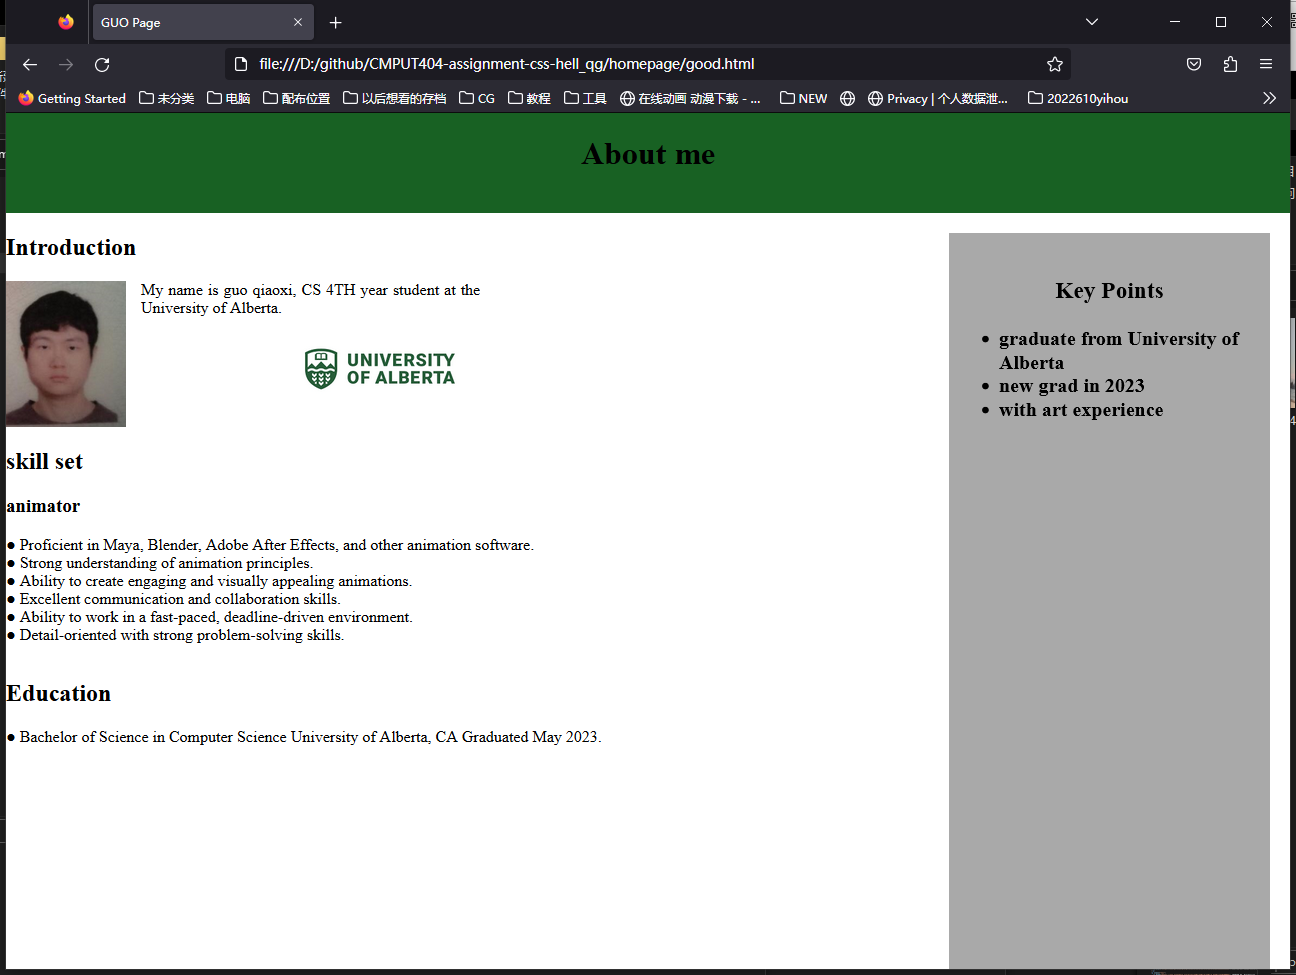 GUO Page
file:///D:/github/CMPUT404-assignment-css-hell_qg/homepage/good.html
Getting Started 未分类 电脑 配布位置 以后想看的存档 CG 教程 工具 在线动画 动漫下载 - ... NEW Privacy | 个人数据泄... 2022610yihou
About me
Introduction
My name is guo qiaoxi, CS 4TH year student at the
University of Alberta.
UNIVERSITY
OF ALBERTA
skill set
animator
● Proficient in Maya, Blender, Adobe After Effects, and other animation software.
● Strong understanding of animation principles.
● Ability to create engaging and visually appealing animations.
● Excellent communication and collaboration skills.
● Ability to work in a fast-paced, deadline-driven environment.
● Detail-oriented with strong problem-solving skills.
Education
● Bachelor of Science in Computer Science University of Alberta, CA Graduated May 2023.
Key Points
• graduate from University of
Alberta
• new grad in 2023
• with art experience